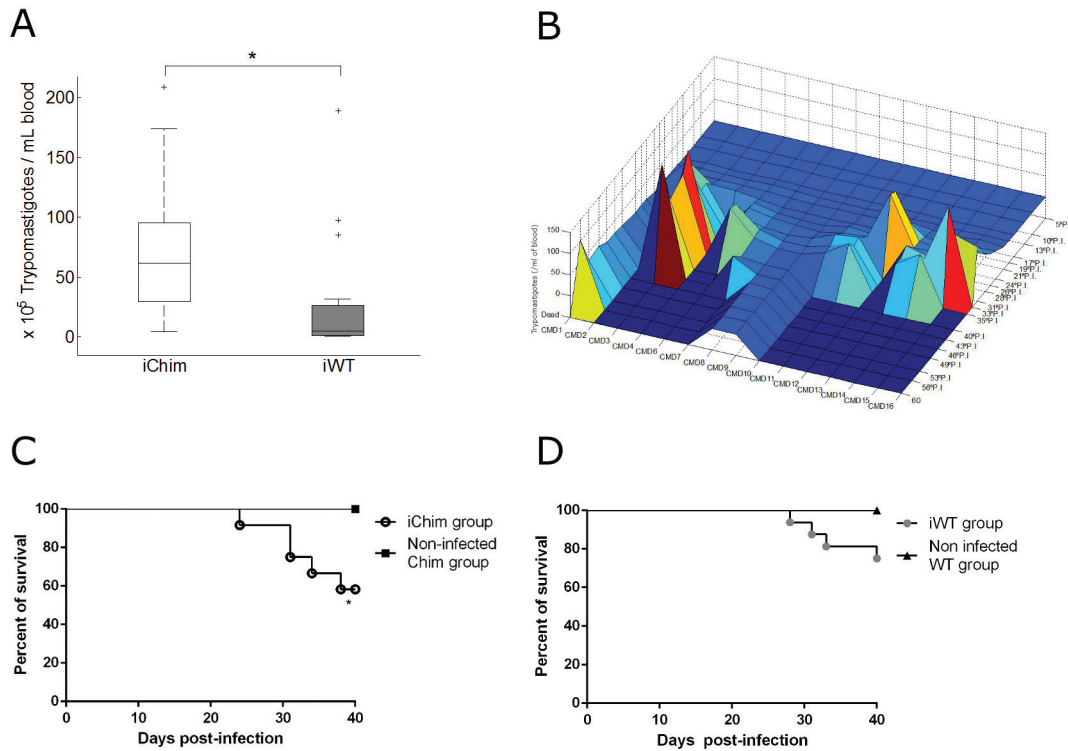 A
*
x 10⁵ Trypomastigotes / mL blood
200
150
100
50
0
iChim
iWT
B
Trypomastigotes (/ml of blood)
150
100
50
0
Dead
CMD1
CMD2
CMD3
CMD4
CMD6
CMD7
CMD8
CMD9
CMD10
CMD11
CMD12
CMD13
CMD14
CMD15
CMD16
5ºP.I.
10ºP.I.
13ºP.I.
17ºP.I.
19ºP.I.
21ºP.I.
24ºP.I.
26ºP.I.
28ºP.I.
31ºP.I.
33ºP.I.
35ºP.I.
40ºP.I.
43ºP.I.
46ºP.I.
49ºP.I
53ºP.I
56ºP.I
60
C
Percent of survival
100
80
60
40
20
0
0
10
20
30
40
Days post-infection
*
iChim group
Non-infected
Chim group
D
Percent of survival
100
80
60
40
20
0
0
10
20
30
40
Days post-infection
iWT group
Non infected
WT group